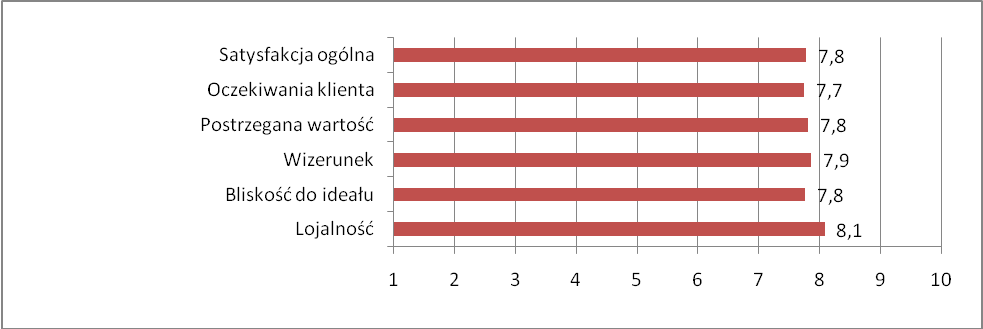 Satysfakcja ogólna 7,8
Oczekiwania klienta 7,7
Postrzegana wartość 7,8
Wizerunek 7,9
Bliskość do ideału 7,8
Lojalność 8,1
1 2 3 4 5 6 7 8 9 10